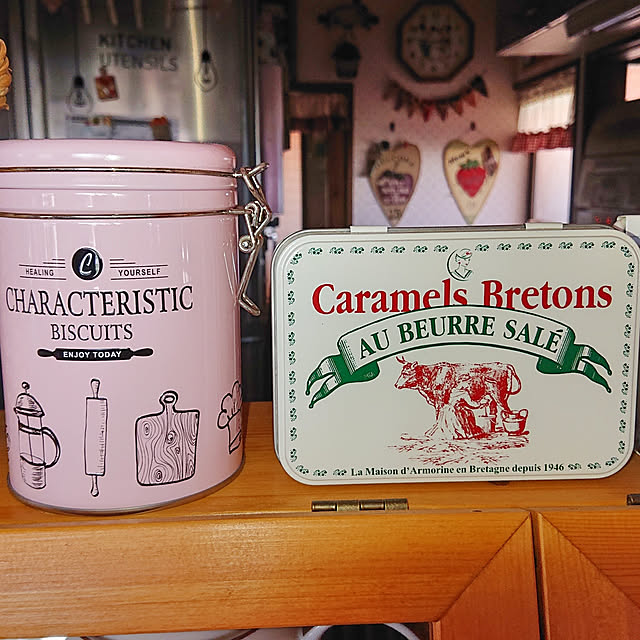 KITCHEN
UTENSILS
C
HEALING YOURSELF
CHARACTERISTIC
BISCUITS
ENJOY TODAY
Caramels Bretons
AU BEURRE SALÉ
La Maison d'Armorine en Bretagne depuis 1946